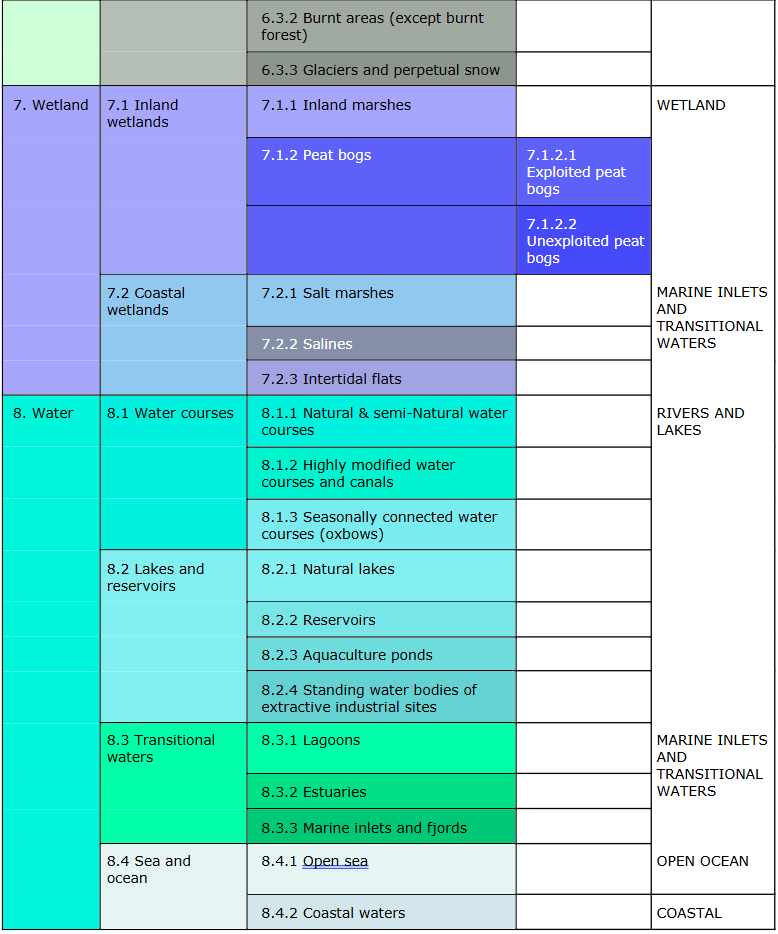 6.3.2 Burnt areas (except burnt
forest)
6.3.3 Glaciers and perpetual snow
7. Wetland
7.1 Inland
wetlands
7.1.1 Inland marshes
WETLAND
7.1.2 Peat bogs
7.1.2.1
Exploited peat
bogs
7.1.2.2
Unexploited peat
bogs
7.2 Coastal
wetlands
7.2.1 Salt marshes
MARINE INLETS
AND
TRANSITIONAL
WATERS
7.2.2 Salines
7.2.3 Intertidal flats
8. Water
8.1 Water courses
8.1.1 Natural & semi-Natural water
courses
RIVERS AND
LAKES
8.1.2 Highly modified water
courses and canals
8.1.3 Seasonally connected water
courses (oxbows)
8.2 Lakes and
reservoirs
8.2.1 Natural lakes
8.2.2 Reservoirs
8.2.3 Aquaculture ponds
8.2.4 Standing water bodies of
extractive industrial sites
8.3 Transitional
waters
8.3.1 Lagoons
MARINE INLETS
AND
TRANSITIONAL
WATERS
8.3.2 Estuaries
8.3.3 Marine inlets and fjords
8.4 Sea and
ocean
8.4.1 Open sea
OPEN OCEAN
8.4.2 Coastal waters
COASTAL